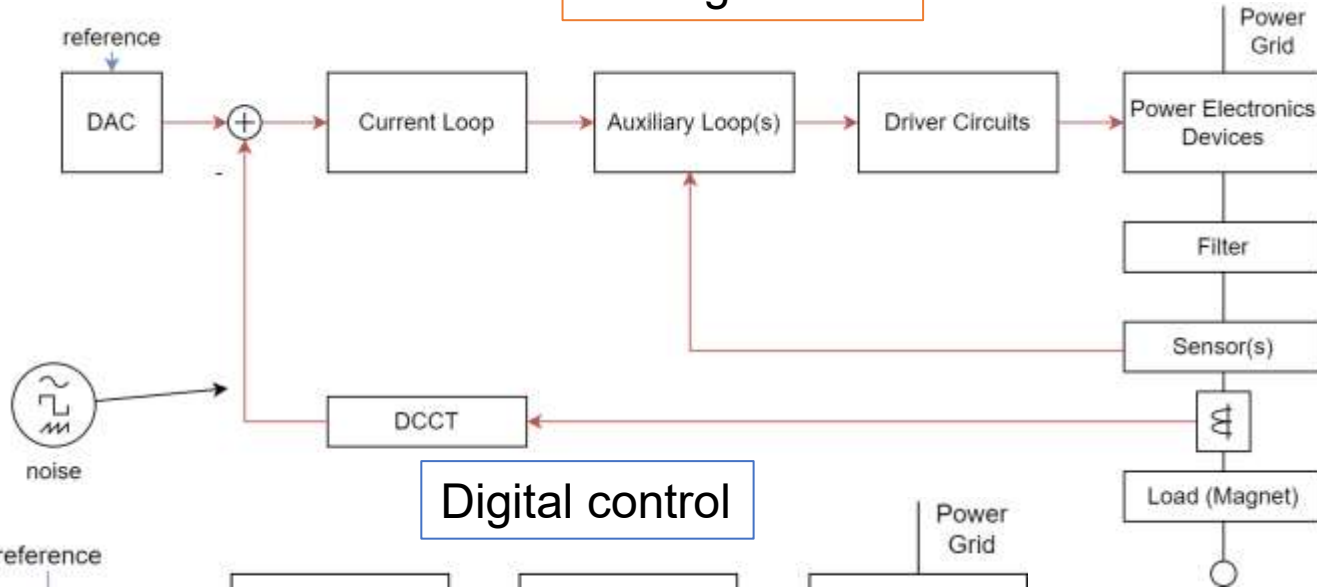 Power
Grid
reference
DAC
Current Loop
Auxiliary Loop(s)
Driver Circuits
Power Electronics
Devices
-
Filter
Sensor(s)
DCCT
noise
Load (Magnet)
Digital control
Power
Grid
reference